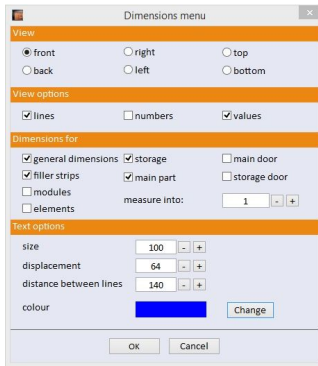 Dimensions menu
View
front right top
back left bottom
View options
lines numbers values
Dimensions for
general dimensions storage main door
filler strips main part storage door
modules
measure into: 1 - +
elements
Text options
size 100 - +
displacement 64 - +
distance between lines 140 - +
colour Change
OK Cancel